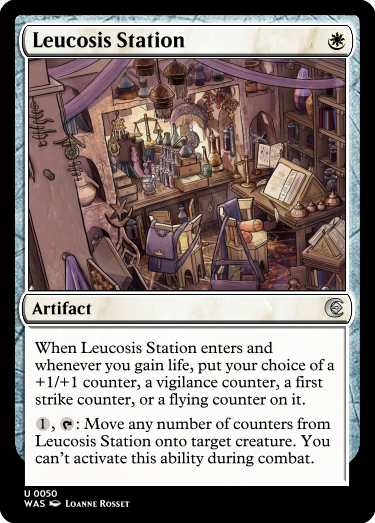 Leucosis Station
Artifact
When Leucosis Station enters and
whenever you gain life, put your choice of a
+1/+1 counter, a vigilance counter, a first
strike counter, or a flying counter on it.
1, : Move any number of counters from
Leucosis Station onto target creature. You
can't activate this ability during combat.
U 0050
WAS Loanne Rosset